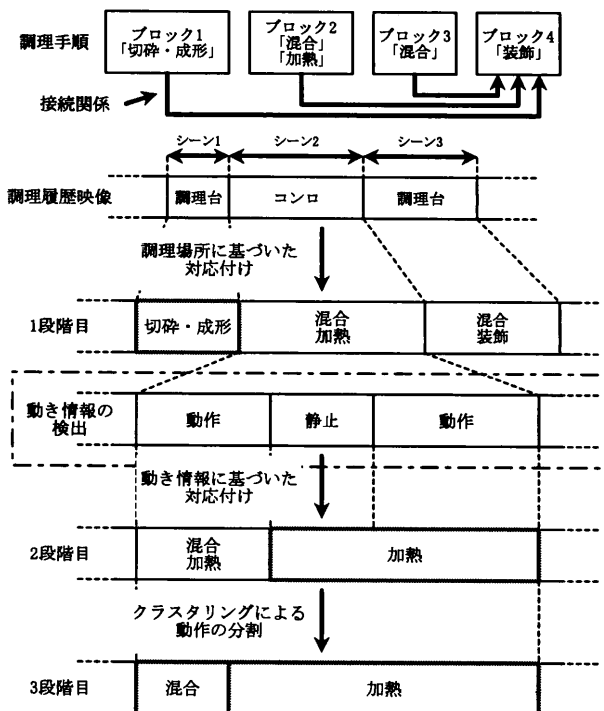 調理手順
ブロック1
「切砕・成形」
ブロック2
「混合」
「加熱」
ブロック3
「混合」
ブロック4
「装飾」
接続関係
シーン1
シーン2
シーン3
調理履歴映像
調理台
コンロ
調理台
調理場所に基づいた
対応付け
1段階目
切砕・成形
混合
加熱
混合
装飾
動き情報の
検出
動作
静止
動作
動き情報に基づいた
対応付け
2段階目
混合
加熱
加熱
クラスタリングによる
動作の分割
3段階目
混合
加熱